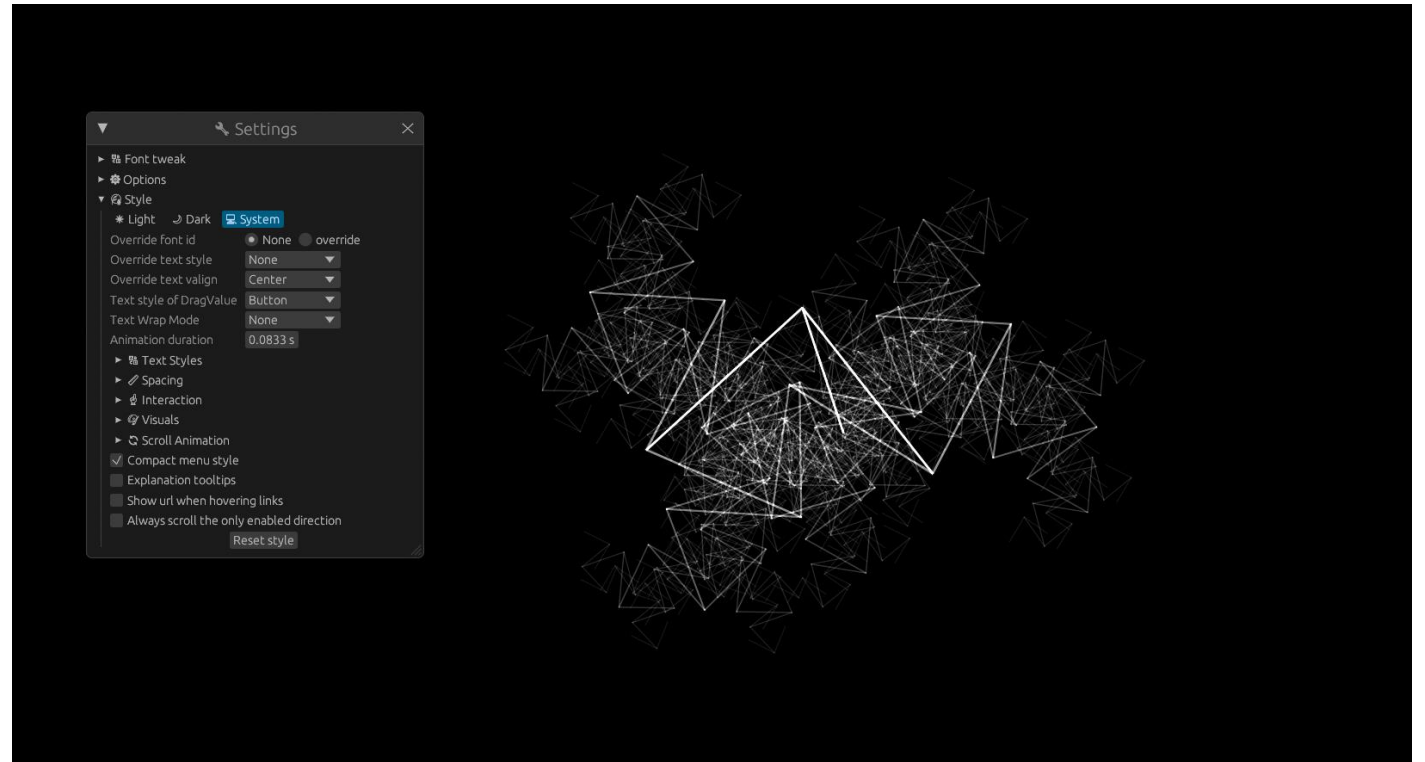 Settings
Font tweak
Options
Style
Light Dark System
Override font id None override
Override text style None
Override text valign Center
Text style of DragValue Button
Text Wrap Mode None
Animation duration 0.0833 s
Text Styles
Spacing
Interaction
Visuals
Scroll Animation
Compact menu style
Explanation tooltips
Show url when hovering links
Always scroll the only enabled direction
Reset style